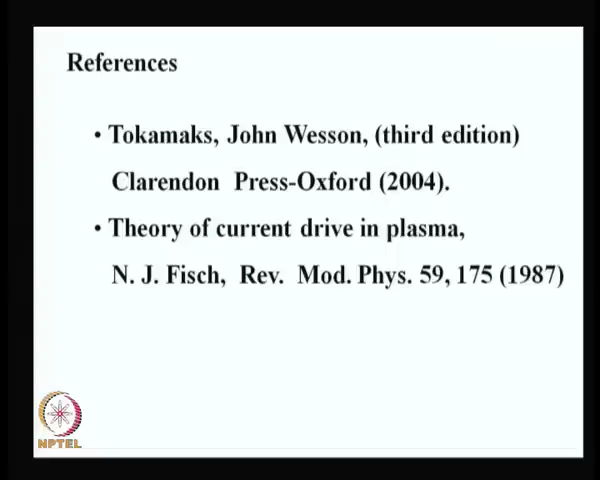 References
• Tokamaks, John Wesson, (third edition)
Clarendon Press-Oxford (2004).
• Theory of current drive in plasma,
N. J. Fisch, Rev. Mod. Phys. 59, 175 (1987)
NPTEL